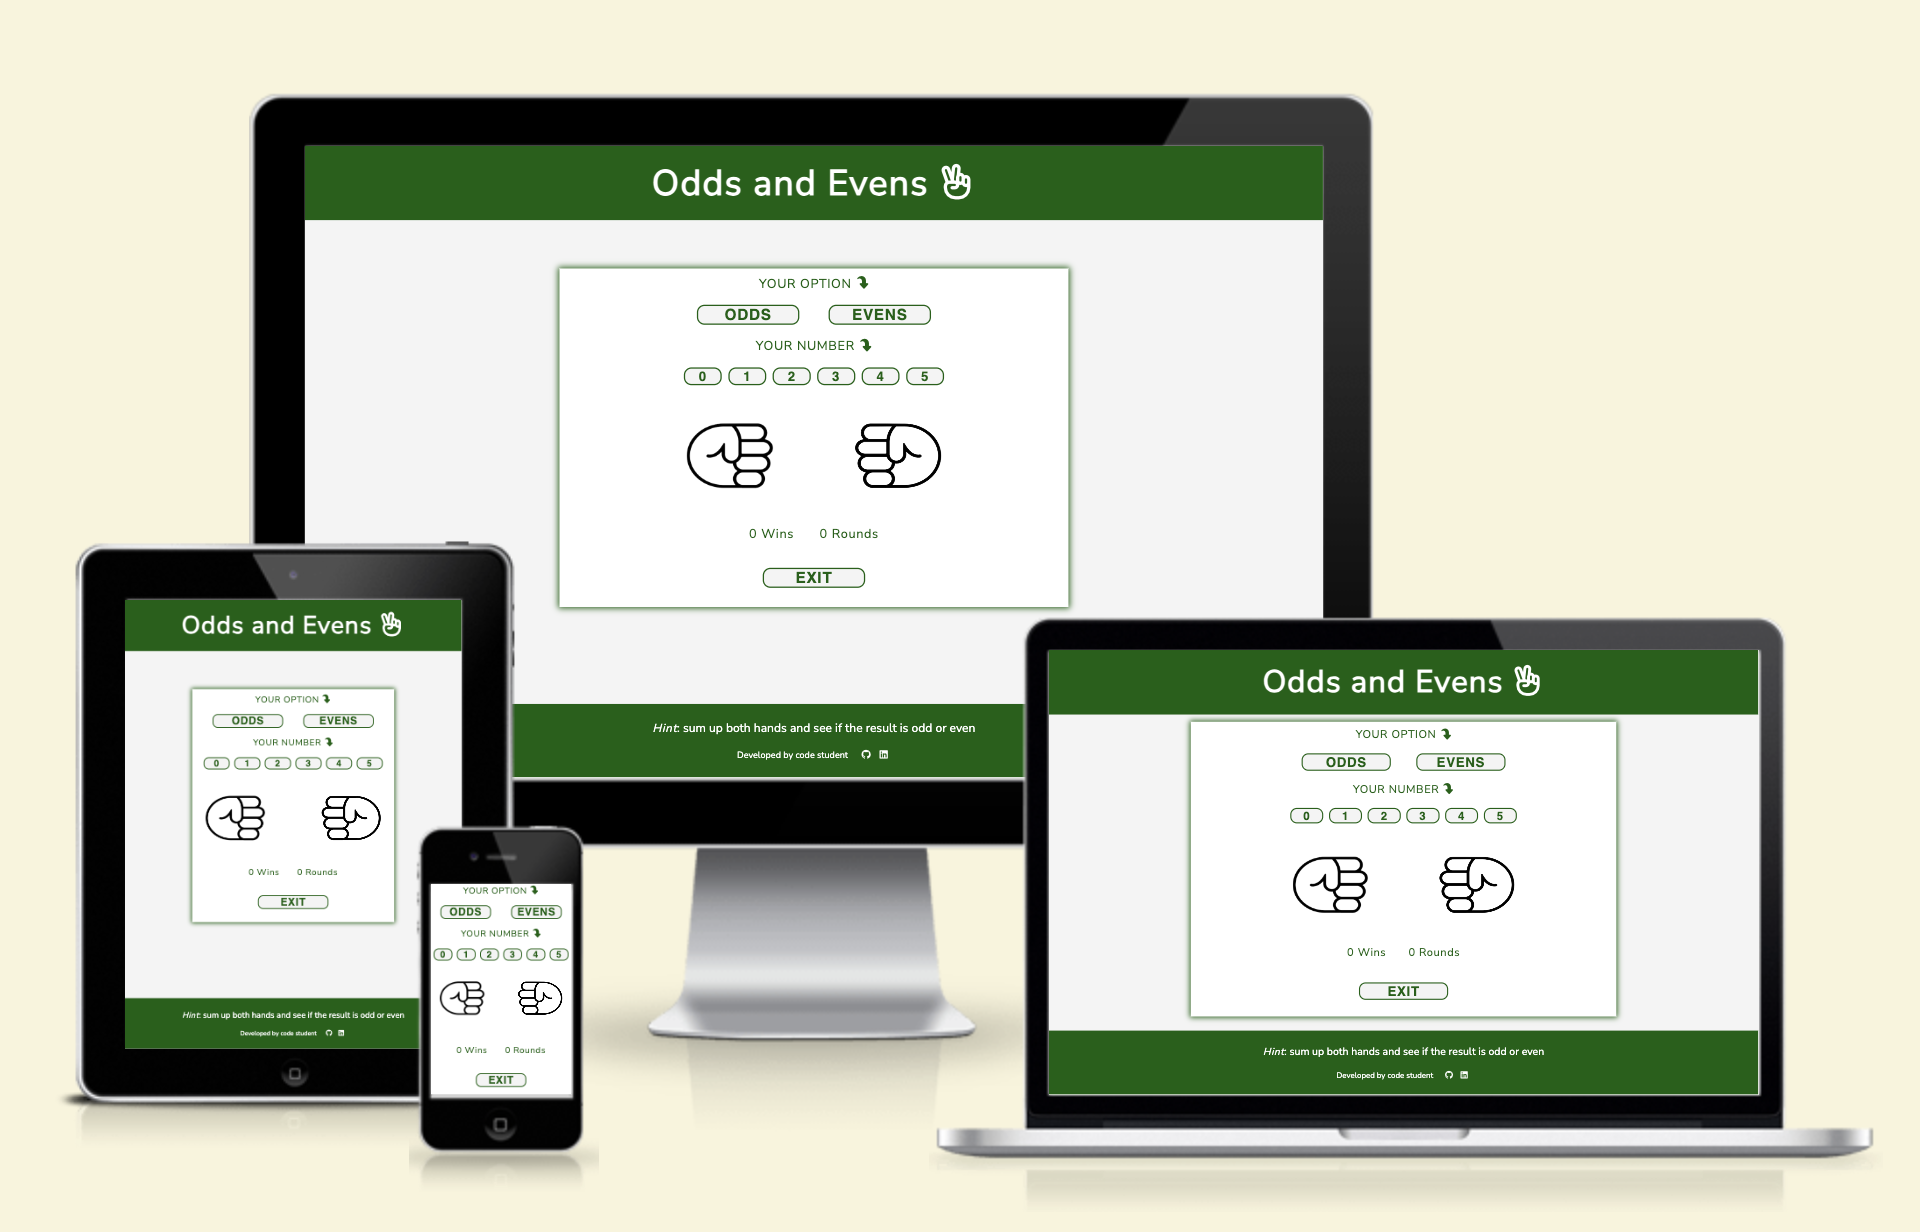 Odds and Evens
YOUR OPTION
ODDS EVENS
YOUR NUMBER
0 1 2 3 4 5
0 Wins 0 Rounds
EXIT
Hint: sum up both hands and see if the result is odd or even
Developed by code student
Odds and Evens
YOUR OPTION
ODDS EVENS
YOUR NUMBER
0 1 2 3 4 5
0 Wins 0 Rounds
EXIT
Hint: sum up both hands and see if the result is odd or even
Developed by code student
YOUR OPTION
ODDS EVENS
YOUR NUMBER
0 1 2 3 4 5
0 Wins 0 Rounds
EXIT
Odds and Evens
YOUR OPTION
ODDS EVENS
YOUR NUMBER
0 1 2 3 4 5
0 Wins 0 Rounds
EXIT
Hint: sum up both hands and see if the result is odd or even
Developed by code student